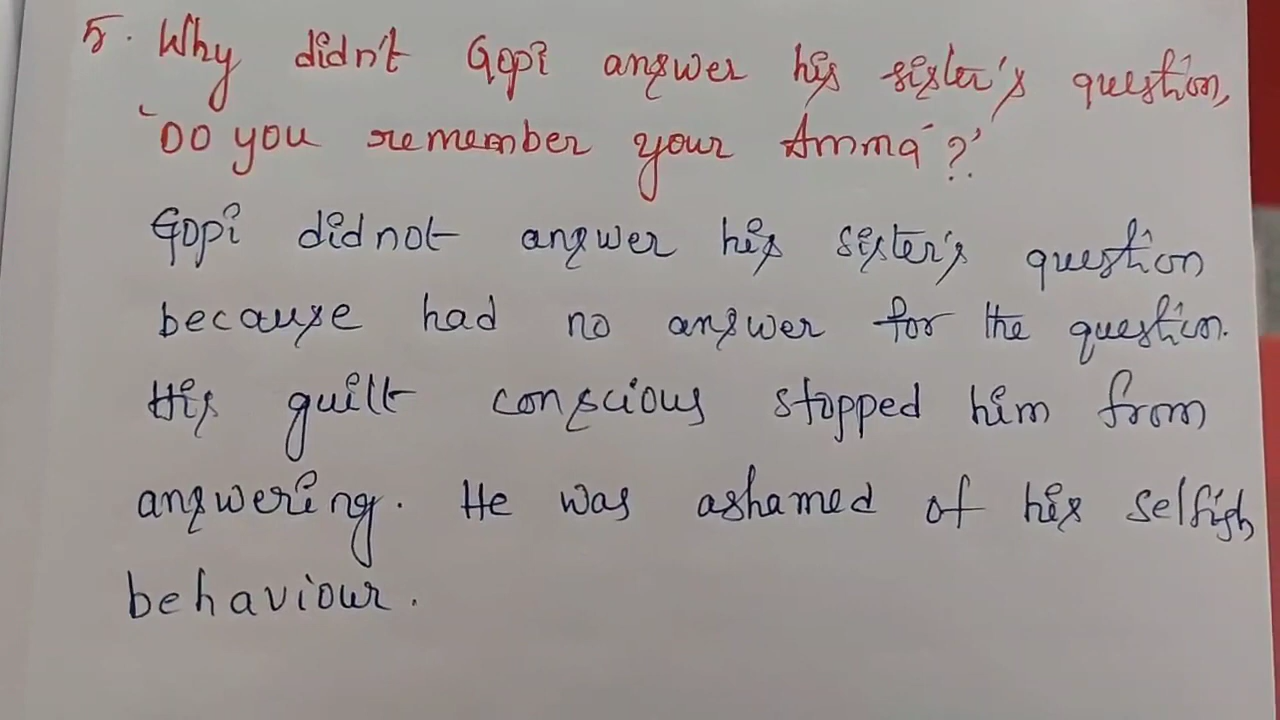 5. Why didn't Gopi answer his sister's question,
'Do you remember your Amma'?'
Gopi did not answer his sister's question
because had no answer for the question.
His guilt conscious stopped him from
answering. He was ashamed of his selfish
behaviour.